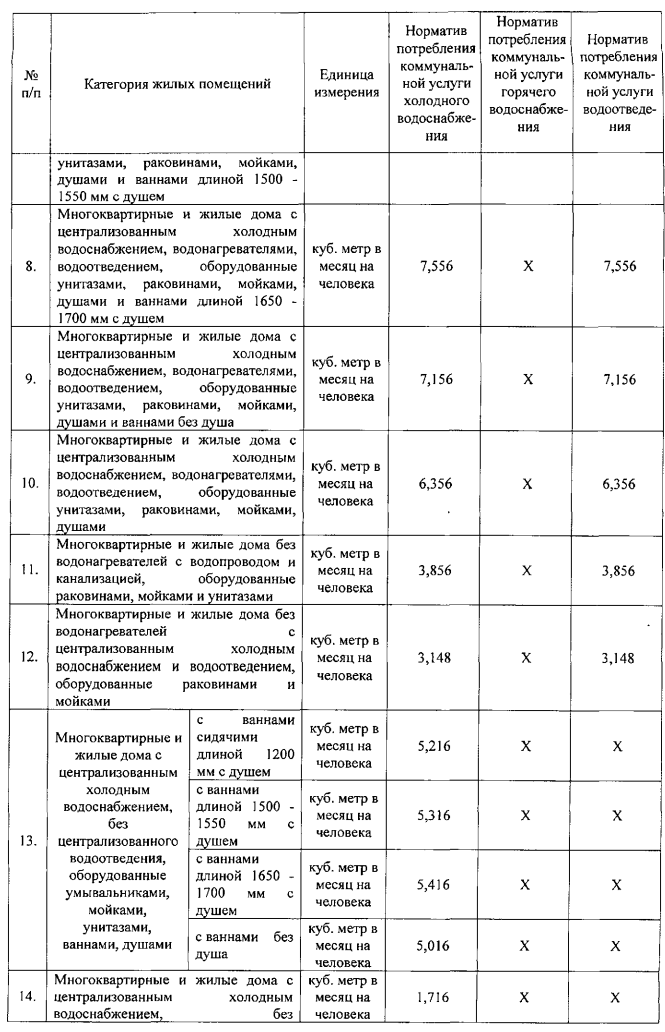 №
п/п
Категория жилых помещений
Единица
измерения
Норматив
потребления
коммуналь-
ной услуги
холодного
водоснабже-
ния
Норматив
потребления
коммуналь-
ной услуги
горячего
водоснабже-
ния
Норматив
потребления
коммуналь-
ной услуги
водоотведе-
ния
унитазами, раковинами, мойками,
душами и ваннами длиной 1500 -
1550 мм с душем
8.
Многоквартирные и жилые дома с
централизованным холодным
водоснабжением, водонагревателями,
водоотведением, оборудованные
унитазами, раковинами, мойками,
душами и ваннами длиной 1650 -
1700 мм с душем
куб. метр в
месяц на
человека
7,556
X
7,556
9.
Многоквартирные и жилые дома с
централизованным холодным
водоснабжением, водонагревателями,
водоотведением, оборудованные
унитазами, раковинами, мойками,
душами и ваннами без душа
куб. метр в
месяц на
человека
7,156
X
7,156
10.
Многоквартирные и жилые дома с
централизованным холодным
водоснабжением, водонагревателями,
водоотведением, оборудованные
унитазами, раковинами, мойками,
душами
куб. метр в
месяц на
человека
6,356
X
6,356
11.
Многоквартирные и жилые дома без
водонагревателей с водопроводом и
канализацией, оборудованные
раковинами, мойками и унитазами
куб. метр в
месяц на
человека
3,856
X
3,856
12.
Многоквартирные и жилые дома без
водонагревателей с
централизованным холодным
водоснабжением и водоотведением,
оборудованные раковинами и
мойками
куб. метр в
месяц на
человека
3,148
X
3,148
13.
Многоквартирные и
жилые дома с
централизованным
холодным
водоснабжением,
без
централизованного
водоотведения,
оборудованные
умывальниками,
мойками,
унитазами,
ваннами, душами
с ваннами
сидячими
длиной 1200
мм с душем
куб. метр в
месяц на
человека
5,216
X
X
с ваннами
длиной 1500 -
1550 мм с
душем
куб. метр в
месяц на
человека
5,316
X
X
с ваннами
длиной 1650 -
1700 мм с
душем
куб. метр в
месяц на
человека
5,416
X
X
с ваннами без
душа
куб. метр в
месяц на
человека
5,016
X
X
14.
Многоквартирные и жилые дома с
централизованным холодным
водоснабжением, без
куб. метр в
месяц на
человека
1,716
X
X